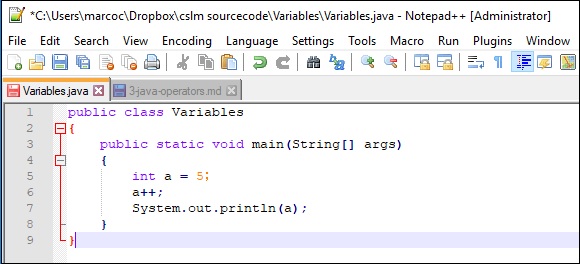 *C:\Users\marcoc\Dropbox\cslm sourcecode\Variables\Variables.java - Notepad++ [Administrator]
File Edit Search View Encoding Language Settings Tools Macro Run Plugins Window
Variables.java 3-java-operators.md
1 public class Variables
2 {
3 public static void main(String[] args)
4 {
5 int a = 5;
6 a++;
7 System.out.println(a);
8 }
9 }